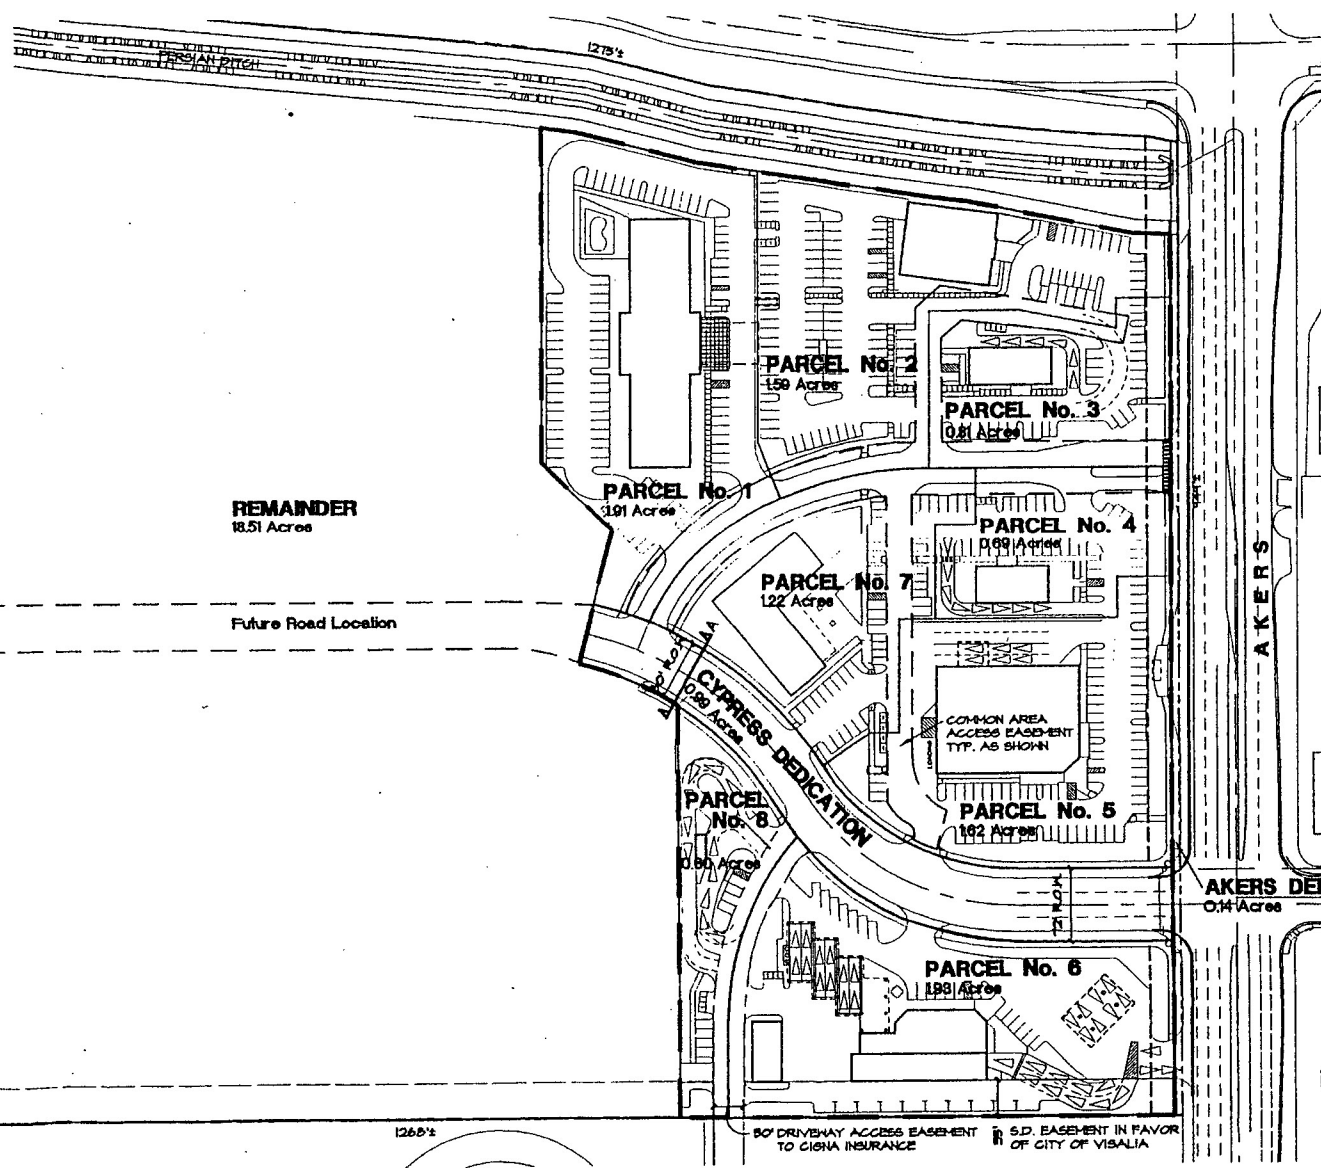 1273'±
PERSIAN DITCH
PARCEL No. 2
1.59 Acres
PARCEL No. 3
0.81 Acres
PARCEL No. 1
1.91 Acres
REMAINDER
18.51 Acres
PARCEL No. 4
0.69 Acres
AKERS
PARCEL No. 7
1.22 Acres
Future Road Location
60' R.O.W.
A
A
CYPRESS DEDICATION
0.99 Acres
COMMON AREA
ACCESS EASEMENT
TYP. AS SHOWN
LOADING
PARCEL
No. 8
0.80 Acres
PARCEL No. 5
1.62 Acres
AKERS DE
0.14 Acres
R.O.W.
PARCEL No. 6
1.93 Acres
1268'±
50' DRIVEWAY ACCESS EASEMENT
TO CIGNA INSURANCE
S.D. EASEMENT IN FAVOR
OF CITY OF VISALIA